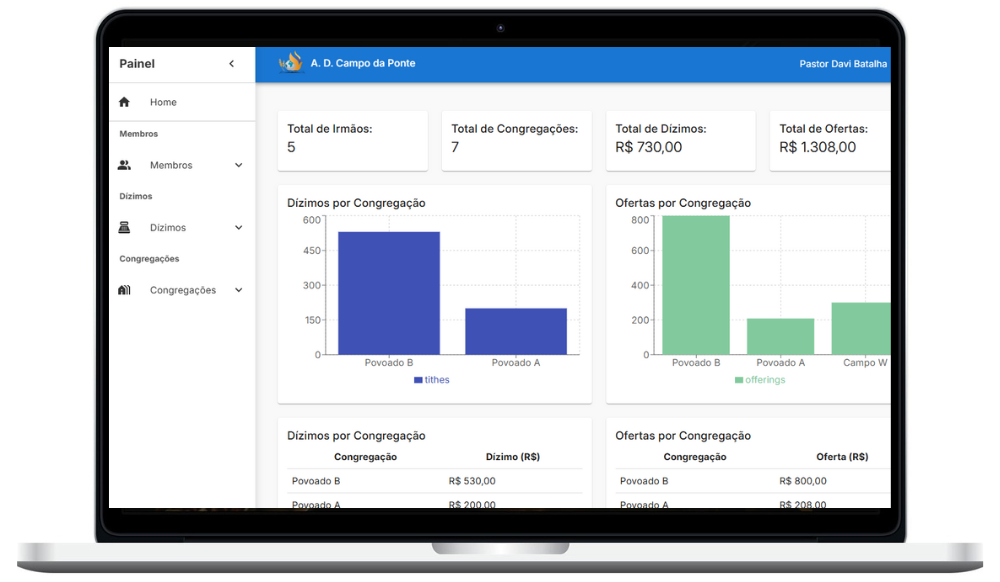 Painel
A. D. Campo da Ponte
Pastor Davi Batalha
Home
Membros
Membros
Dízimos
Dízimos
Congregações
Congregações
Total de Irmãos:
5
Total de Congregações:
7
Total de Dízimos:
R$ 730,00
Total de Ofertas:
R$ 1.308,00
Dízimos por Congregação
600
450
300
150
0
Povoado B Povoado A
tithes
Ofertas por Congregação
800
600
400
200
0
Povoado B Povoado A Campo W
offerings
Dízimos por Congregação
Congregação Dízimo (R$)
Povoado B R$ 530,00
Povoado A R$ 200,00
Ofertas por Congregação
Congregação Oferta (R$)
Povoado B R$ 800,00
Povoado A R$ 208,00